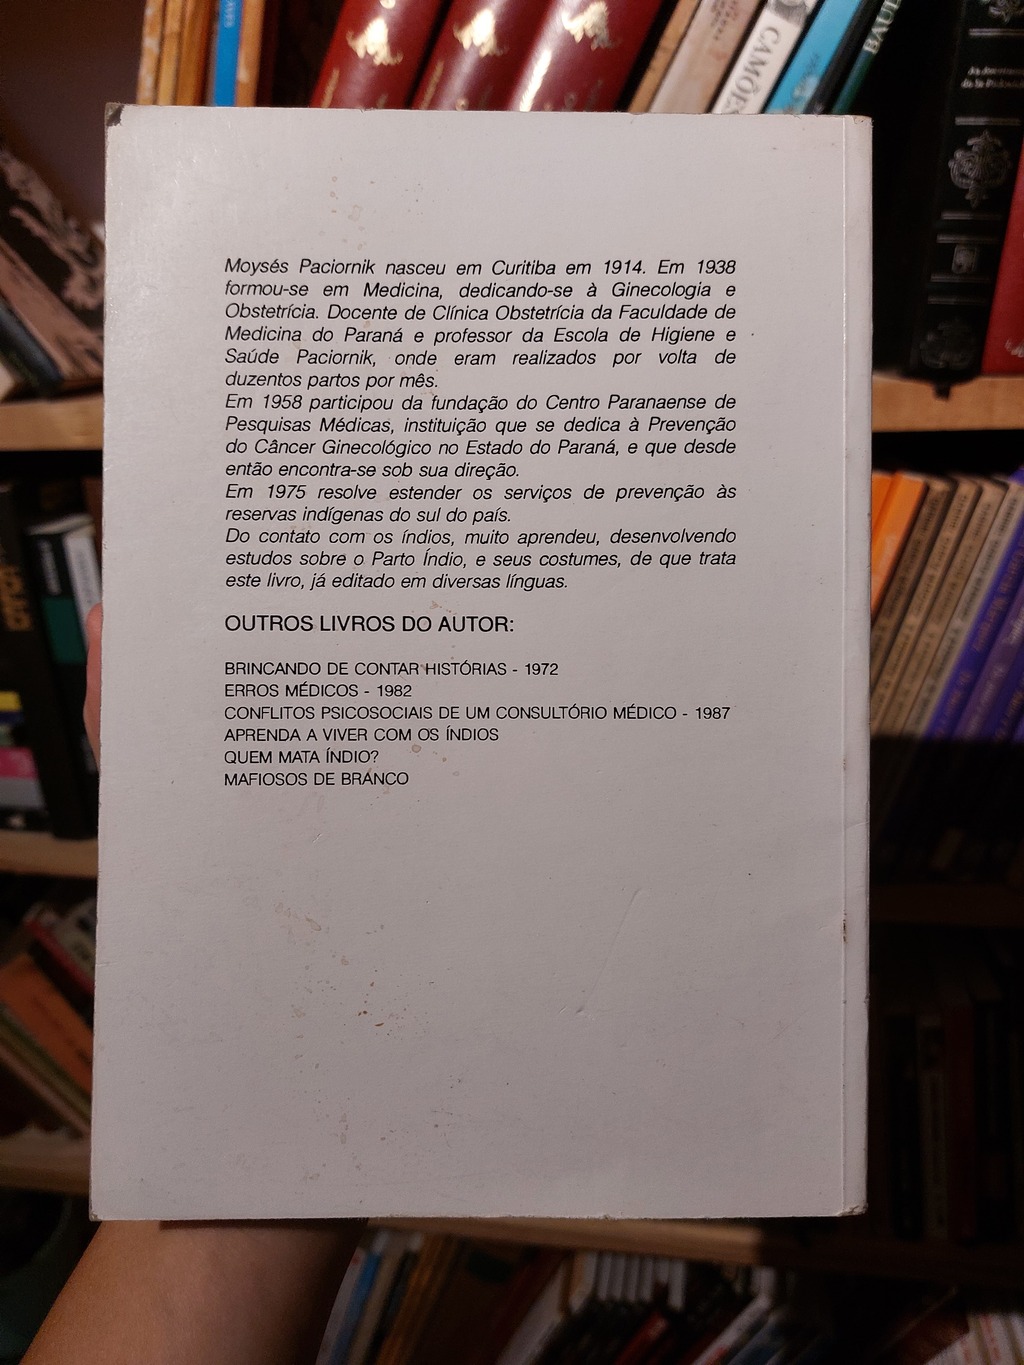 Moysés Paciornik nasceu em Curitiba em 1914. Em 1938
formou-se em Medicina, dedicando-se à Ginecologia e
Obstetrícia. Docente de Clínica Obstetrícia da Faculdade de
Medicina do Paraná e professor da Escola de Higiene e
Saúde Paciornik, onde eram realizados por volta de
duzentos partos por mês.
Em 1958 participou da fundação do Centro Paranaense de
Pesquisas Médicas, instituição que se dedica à Prevenção
do Câncer Ginecológico no Estado do Paraná, e que desde
então encontra-se sob sua direção.
Em 1975 resolve estender os serviços de prevenção às
reservas indígenas do sul do país.
Do contato com os índios, muito aprendeu, desenvolvendo
estudos sobre o Parto Índio, e seus costumes, de que trata
este livro, já editado em diversas línguas.
OUTROS LIVROS DO AUTOR:
BRINCANDO DE CONTAR HISTÓRIAS - 1972
ERROS MÉDICOS - 1982
CONFLITOS PSICOSOCIAIS DE UM CONSULTÓRIO MÉDICO - 1987
APRENDA A VIVER COM OS ÍNDIOS
QUEM MATA ÍNDIO?
MAFIOSOS DE BRANCO
CAMÕES